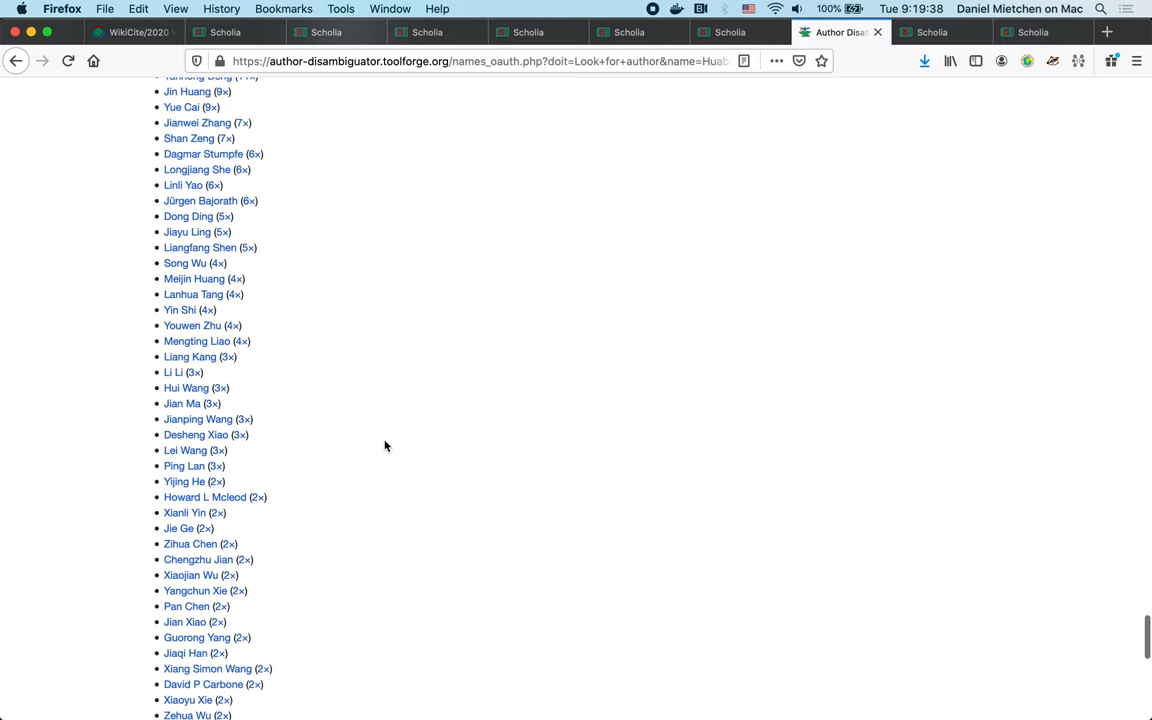 Firefox File Edit View History Bookmarks Tools Window Help 100% Tue 9:19:38 Daniel Mietchen on Mac
WikiCite/2020 Scholia Scholia Scholia Scholia Scholia Scholia Author Disam Scholia Scholia
https://author-disambiguator.toolforge.org/names_oauth.php?doit=Look+for+author&name=Huab
Jin Huang (9×)
Yue Cai (9×)
Jianwei Zhang (7×)
Shan Zeng (7×)
Dagmar Stumpfe (6×)
Longjiang She (6×)
Linli Yao (6×)
Jürgen Bajorath (6×)
Dong Ding (5×)
Jiayu Ling (5×)
Liangfang Shen (5×)
Song Wu (4×)
Meijin Huang (4×)
Lanhua Tang (4×)
Yin Shi (4×)
Youwen Zhu (4×)
Mengting Liao (4×)
Liang Kang (3×)
Li Li (3×)
Hui Wang (3×)
Jian Ma (3×)
Jianping Wang (3×)
Desheng Xiao (3×)
Lei Wang (3×)
Ping Lan (3×)
Yijing He (2×)
Howard L Mcleod (2×)
Xianli Yin (2×)
Jie Ge (2×)
Zihua Chen (2×)
Chengzhu Jian (2×)
Xiaojian Wu (2×)
Yangchun Xie (2×)
Pan Chen (2×)
Jian Xiao (2×)
Guorong Yang (2×)
Jiaqi Han (2×)
Xiang Simon Wang (2×)
David P Carbone (2×)
Xiaoyu Xie (2×)
Zehua Wu (2×)